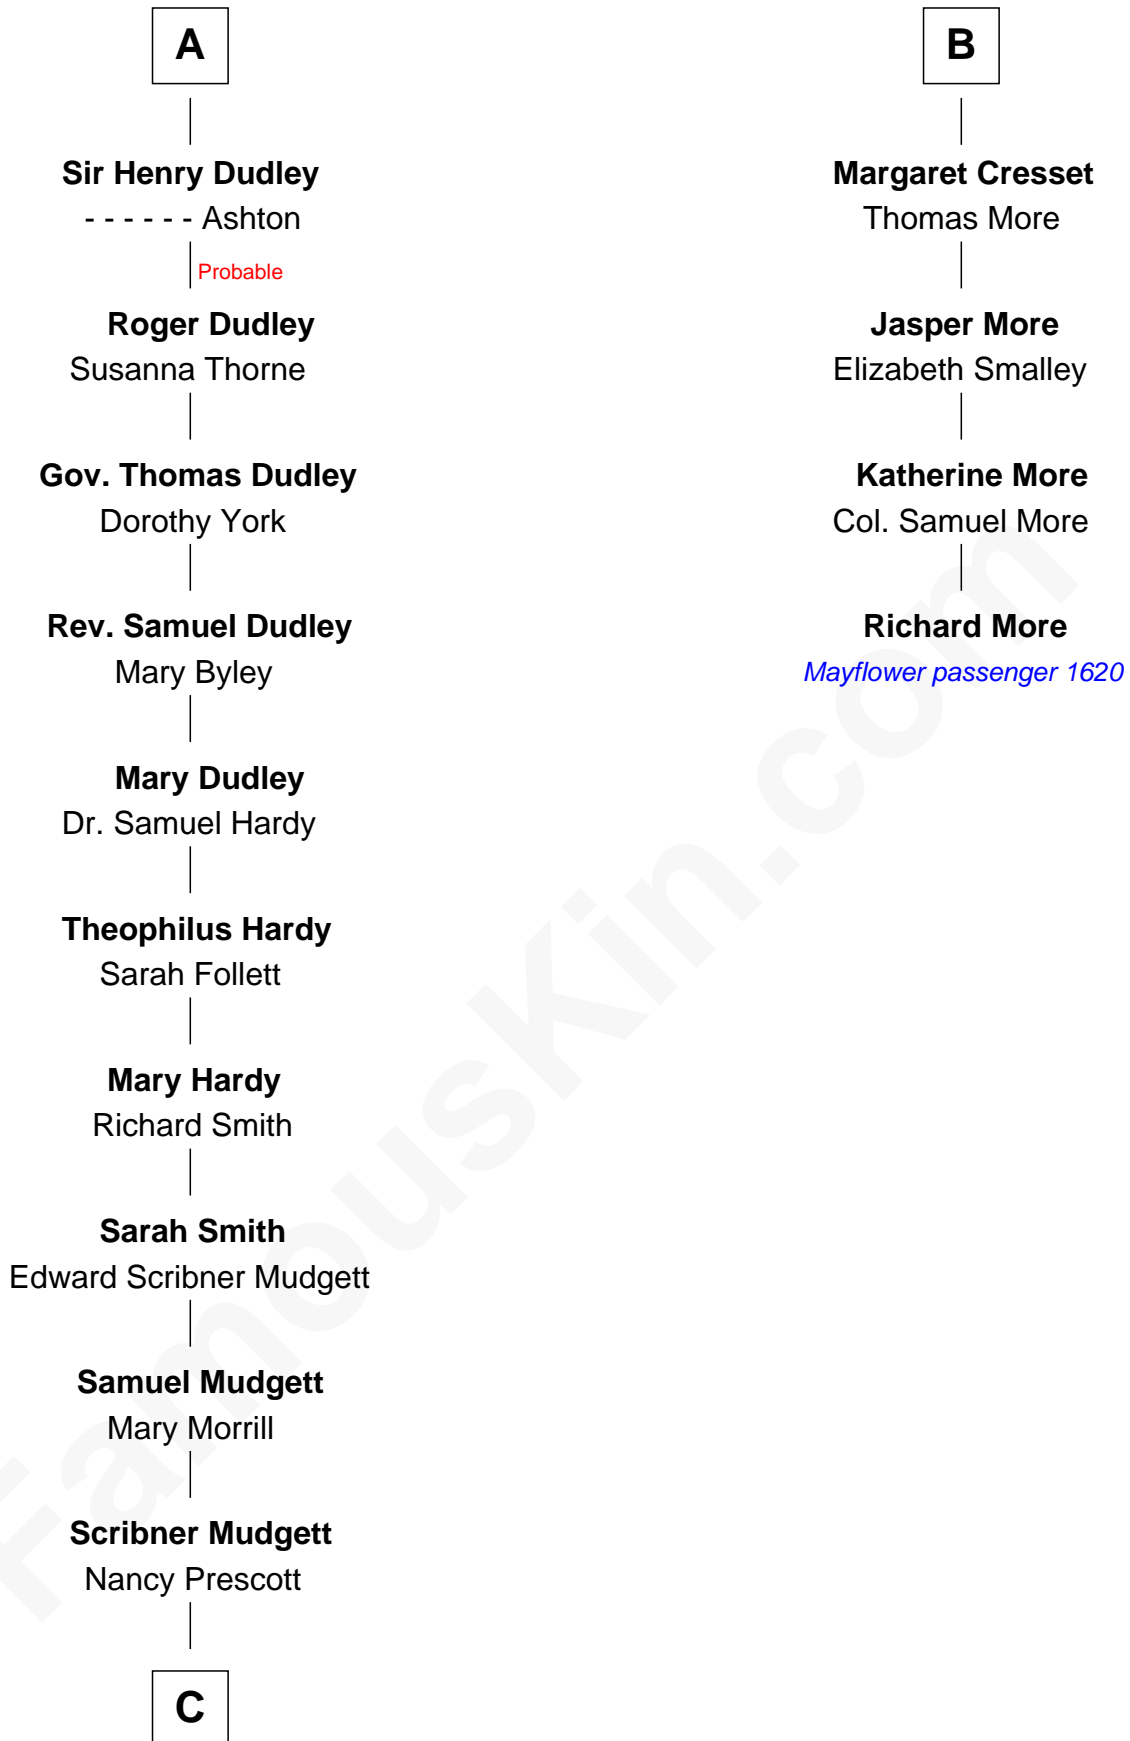 A
Sir Henry Dudley
- - - - - - Ashton
Probable
Roger Dudley
Susanna Thorne
Gov. Thomas Dudley
Dorothy York
Rev. Samuel Dudley
Mary Byley
Mary Dudley
Dr. Samuel Hardy
Theophilus Hardy
Sarah Follett
Mary Hardy
Richard Smith
Sarah Smith
Edward Scribner Mudgett
Samuel Mudgett
Mary Morrill
Scribner Mudgett
Nancy Prescott
C
B
Margaret Cresset
Thomas More
Jasper More
Elizabeth Smalley
Katherine More
Col. Samuel More
Richard More
Mayflower passenger 1620
FamousKin.com